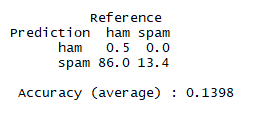 Reference
Prediction ham spam
ham 0.5 0.0
spam 86.0 13.4
Accuracy (average) : 0.1398